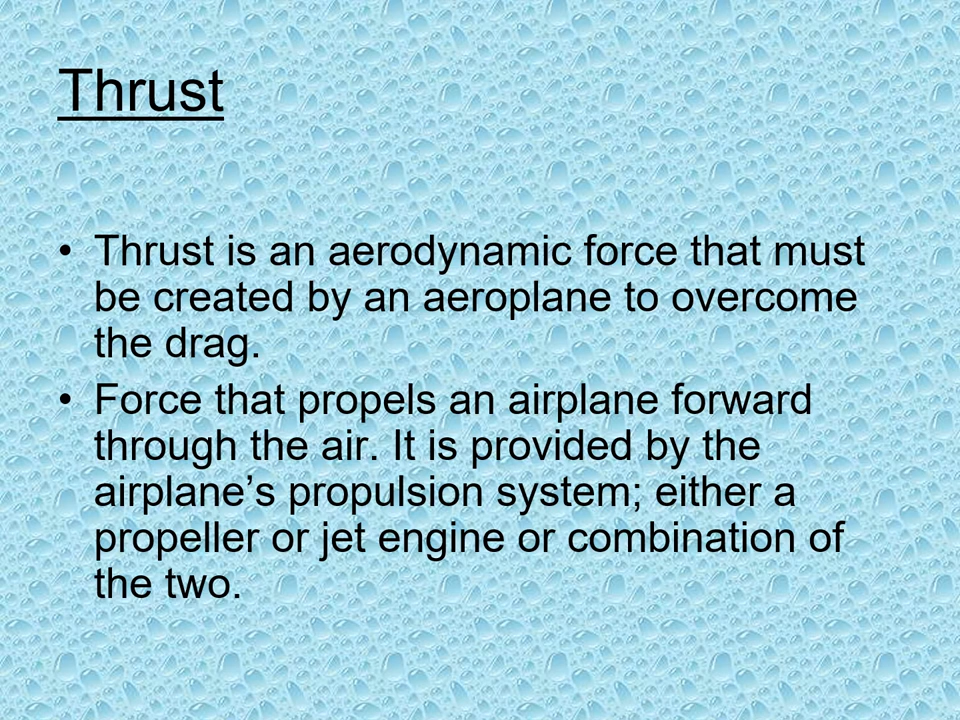 Thrust
• Thrust is an aerodynamic force that must
be created by an aeroplane to overcome
the drag.
• Force that propels an airplane forward
through the air. It is provided by the
airplane’s propulsion system; either a
propeller or jet engine or combination of
the two.